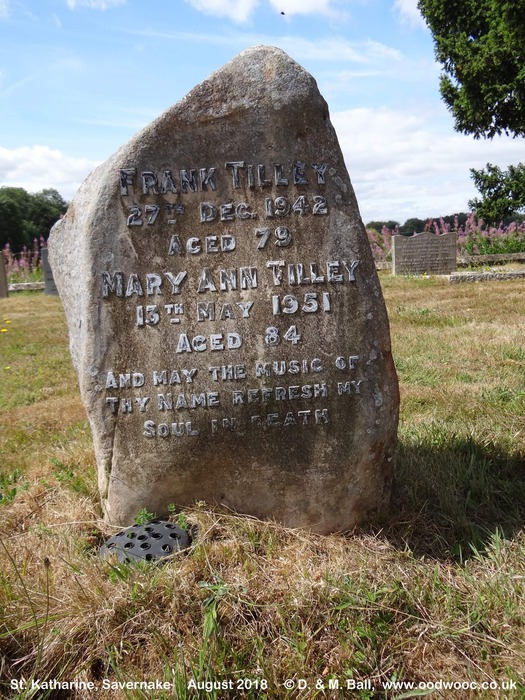 Frank Tilley
27th Dec. 1942
Aged 79
Mary Ann Tilley
13th May 1951
Aged 84
And may the music of
Thy Name refresh my
Soul in death
St. Katharine, Savernake- August 2018 © D. & M. Ball, www.oodwooc.co.uk